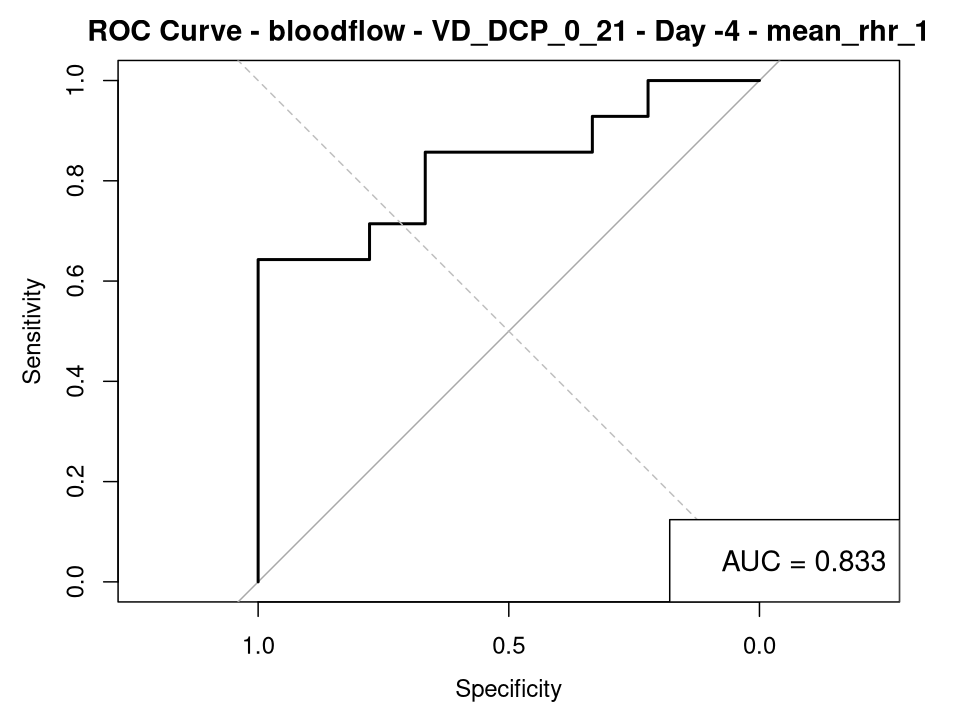 ROC Curve - bloodflow - VD_DCP_0_21 - Day -4 - mean_rhr_1
1.0
0.8
0.6
0.4
0.2
0.0
Sensitivity
AUC = 0.833
1.0 0.5 0.0
Specificity